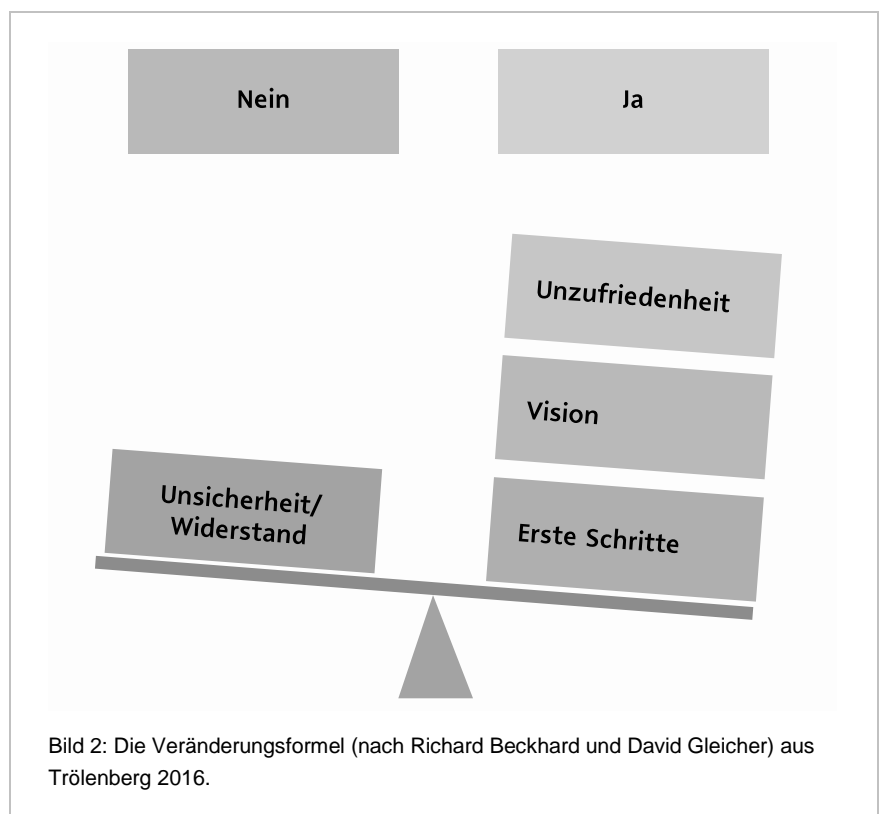 Nein
Ja
Unzufriedenheit
Vision
Unsicherheit/
Widerstand
Erste Schritte
Bild 2: Die Veränderungsformel (nach Richard Beckhard und David Gleicher) aus
Trölenberg 2016.